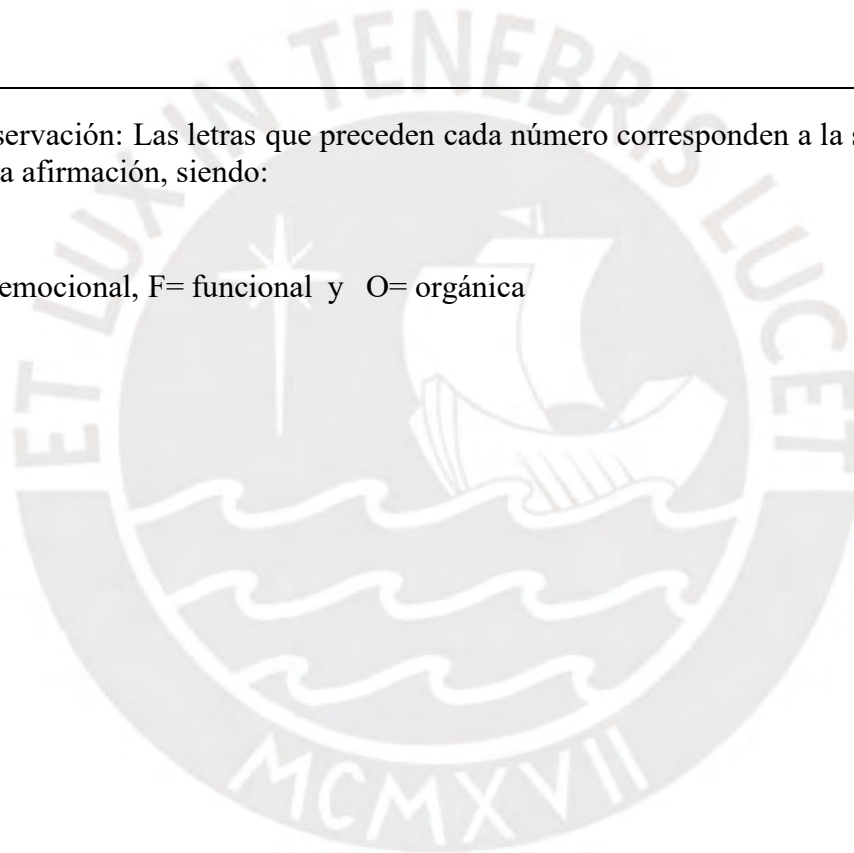 ET LUX IN TENEBRIS LUCET
servación: Las letras que preceden cada número corresponden a la s
a afirmación, siendo:
emocional, F= funcional y O= orgánica
MCMXVII